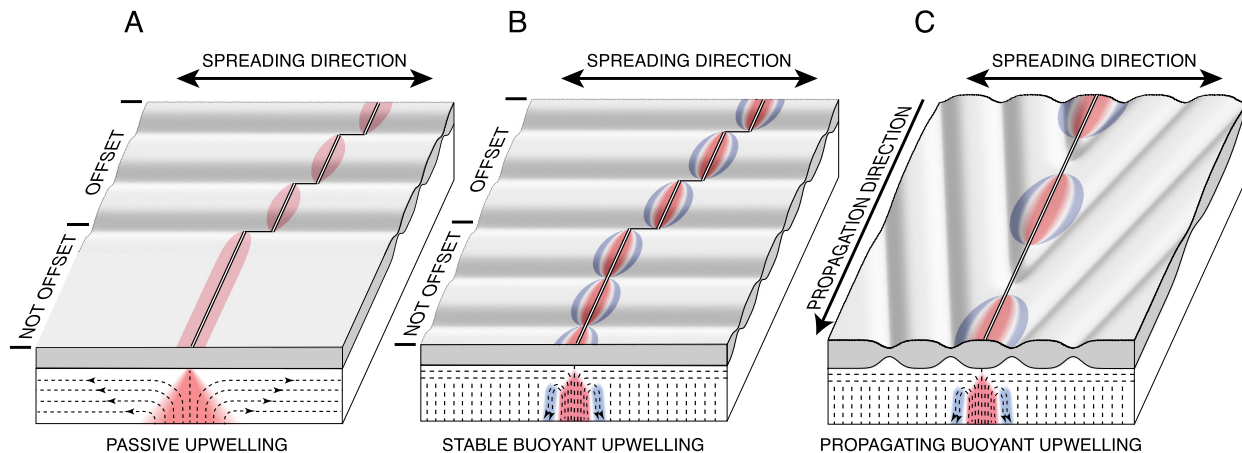 A
SPREADING DIRECTION
OFFSET
NOT OFFSET
PASSIVE UPWELLING
B
SPREADING DIRECTION
OFFSET
NOT OFFSET
STABLE BUOYANT UPWELLING
C
SPREADING DIRECTION
PROPAGATION DIRECTION
PROPAGATING BUOYANT UPWELLING